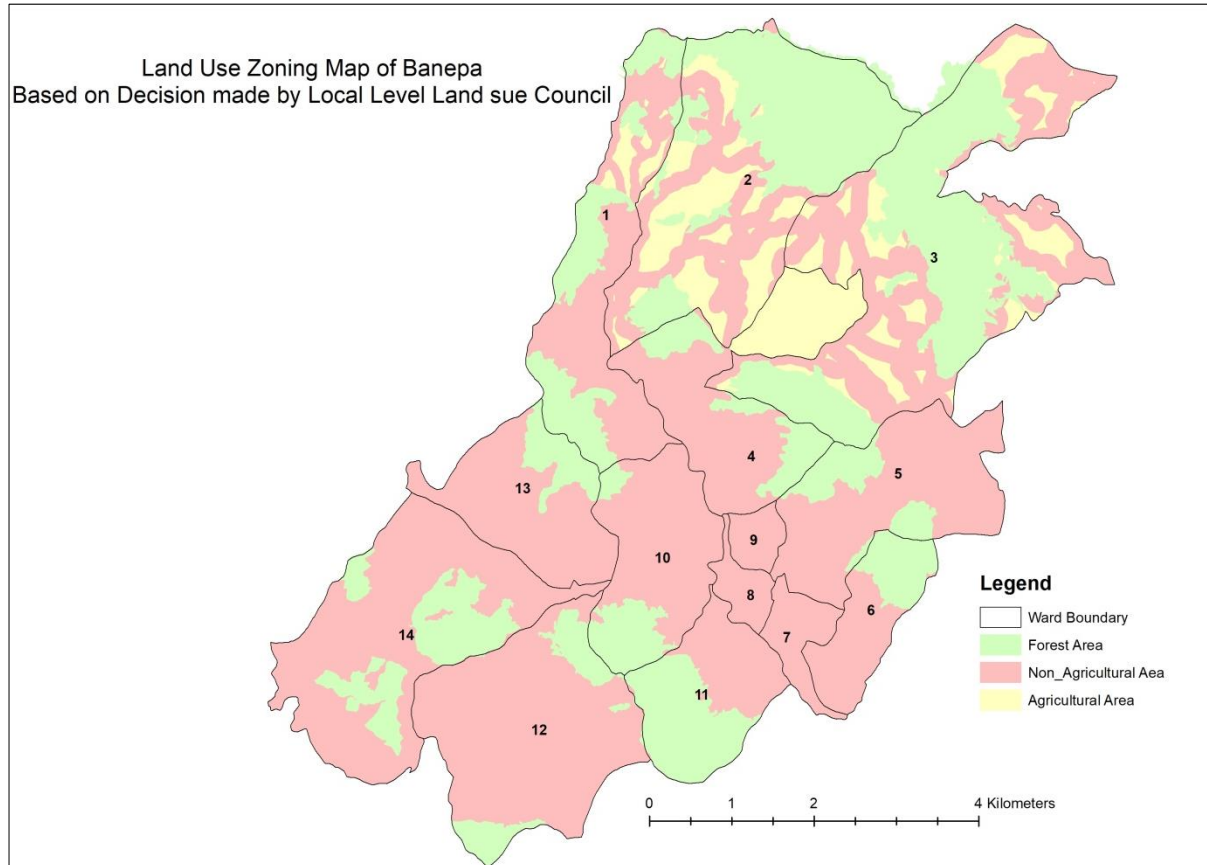 Land Use Zoning Map of Banepa
Based on Decision made by Local Level Land sue Council
2
1
3
4
5
13
9
10
8
6
7
14
11
12
Legend
Ward Boundary
Forest Area
Non_Agricultural Aea
Agricultural Area
0 1 2 4 Kilometers